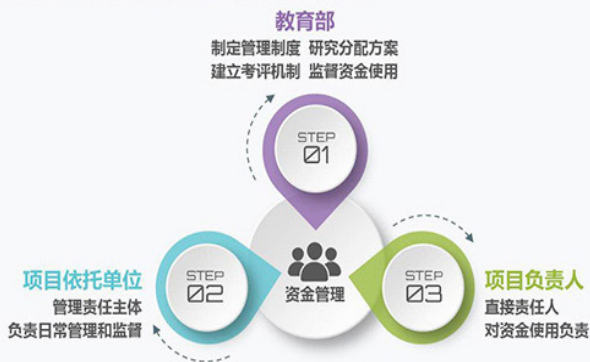 教育部
制定管理制度 研究分配方案
建立考评机制 监督资金使用
STEP
01
资金管理
项目依托单位
管理责任主体
负责日常管理和监督
STEP
02
STEP
03
项目负责人
直接责任人
对资金使用负责